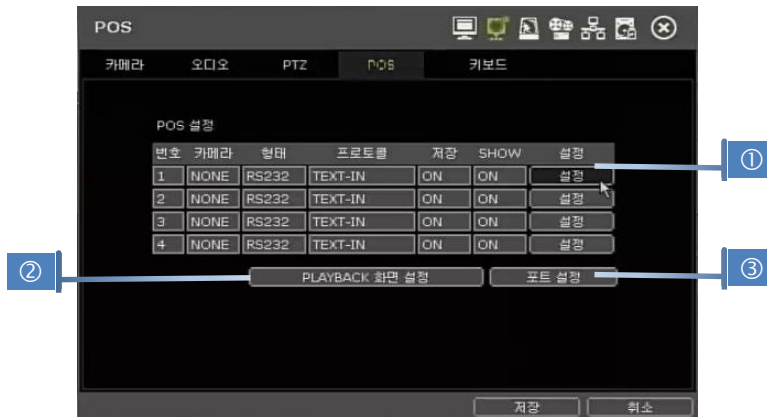 POS
카메라 오디오 PTZ POS 키보드
POS 설정
번호 카메라 형태 프로토콜 저장 SHOW 설정
1 NONE RS232 TEXT-IN ON ON 설정
2 NONE RS232 TEXT-IN ON ON 설정
3 NONE RS232 TEXT-IN ON ON 설정
4 NONE RS232 TEXT-IN ON ON 설정
PLAYBACK 화면 설정 포트 설정
저장 취소
①
②
③